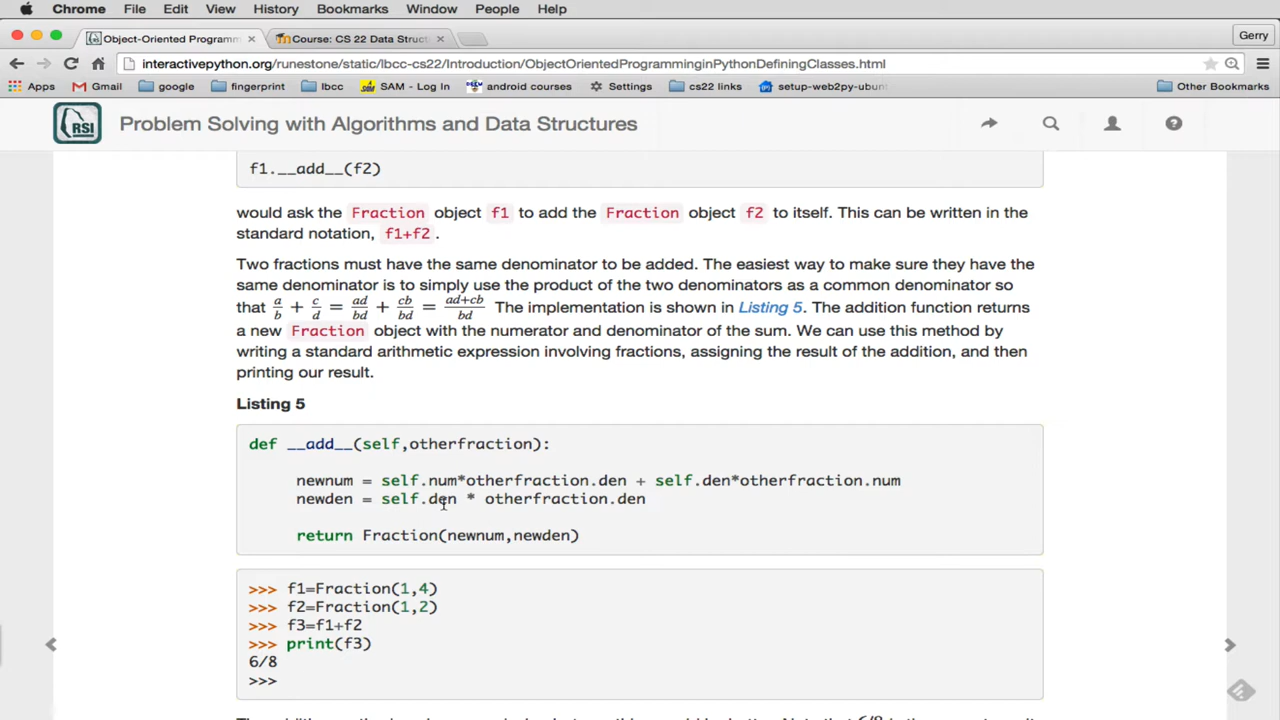 Chrome File Edit View History Bookmarks Window People Help
Object-Oriented Programm
Course: CS 22 Data Struct
Gerry
interactivepython.org/runestone/static/lbcc-cs22/Introduction/ObjectOrientedProgramminginPythonDefiningClasses.html
Apps Gmail google fingerprint lbcc SAM - Log In android courses Settings cs22 links setup-web2py-ubun Other Bookmarks
RSI Problem Solving with Algorithms and Data Structures
f1.__add__(f2)
would ask the Fraction object f1 to add the Fraction object f2 to itself. This can be written in the
standard notation, f1+f2 .
Two fractions must have the same denominator to be added. The easiest way to make sure they have the
same denominator is to simply use the product of the two denominators as a common denominator so
that a/b + c/d = ad/bd + cb/bd = ad+cb/bd The implementation is shown in Listing 5. The addition function returns
a new Fraction object with the numerator and denominator of the sum. We can use this method by
writing a standard arithmetic expression involving fractions, assigning the result of the addition, and then
printing our result.
Listing 5
def __add__(self,otherfraction):
newnum = self.num*otherfraction.den + self.den*otherfraction.num
newden = self.den * otherfraction.den
return Fraction(newnum,newden)
>>> f1=Fraction(1,4)
>>> f2=Fraction(1,2)
>>> f3=f1+f2
>>> print(f3)
6/8
>>>